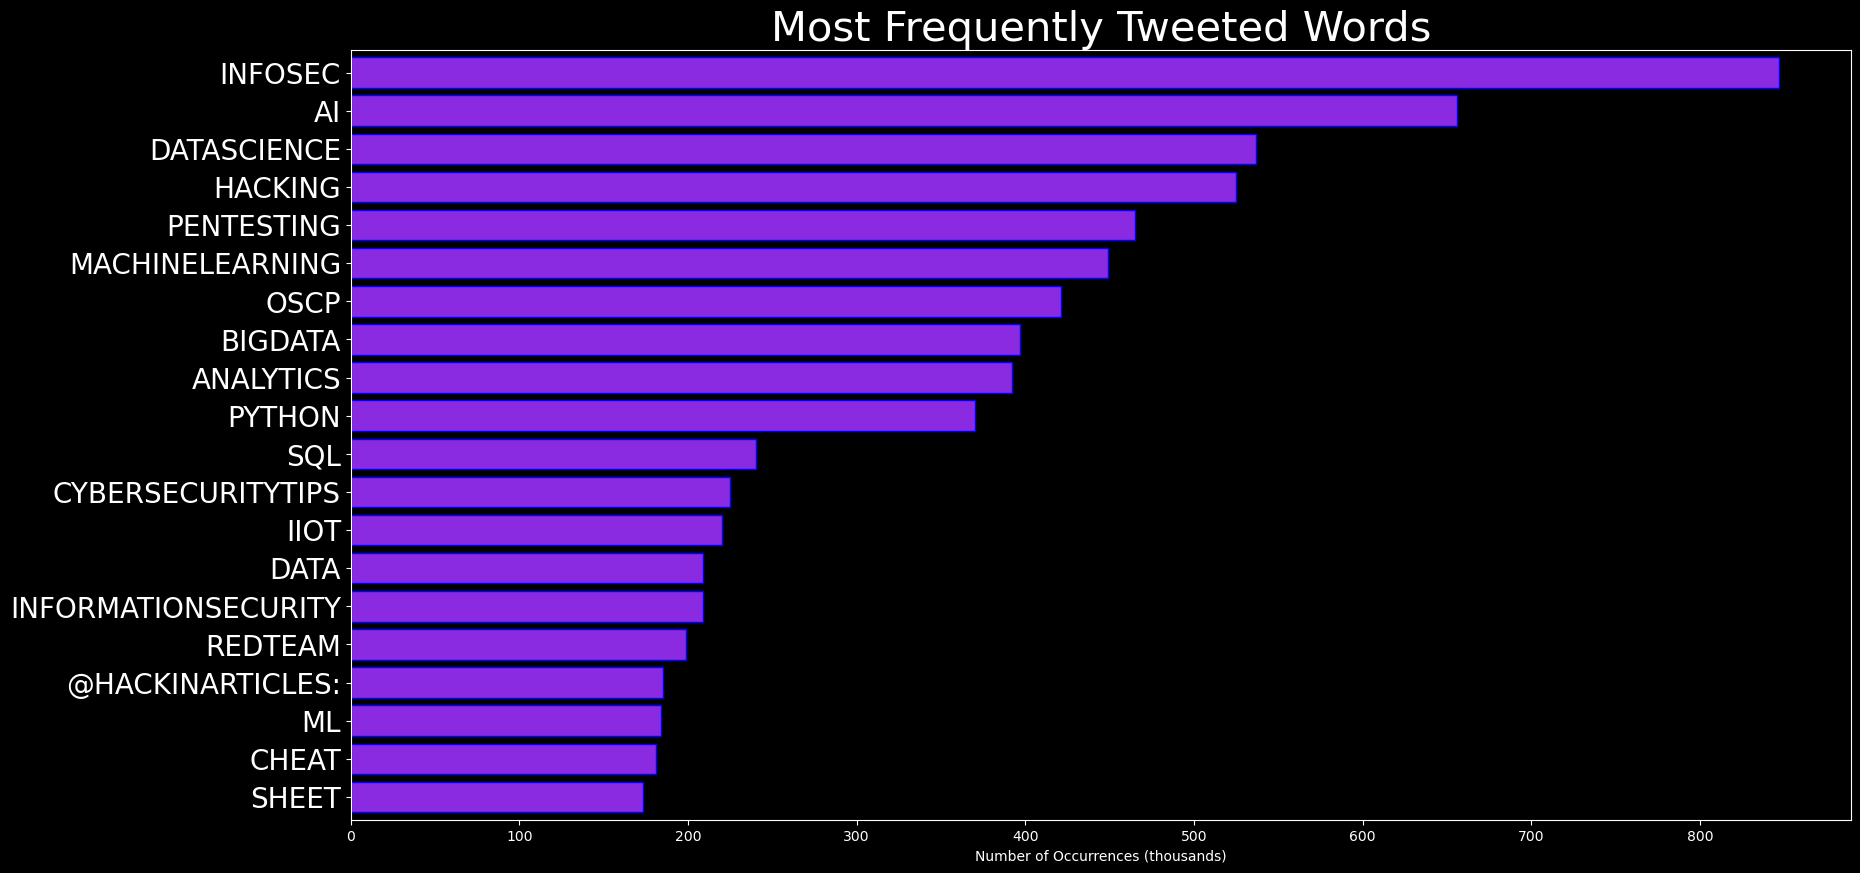 Most Frequently Tweeted Words
INFOSEC
AI
DATASCIENCE
HACKING
PENTESTING
MACHINELEARNING
OSCP
BIGDATA
ANALYTICS
PYTHON
SQL
CYBERSECURITYTIPS
IIOT
DATA
INFORMATIONSECURITY
REDTEAM
@HACKINARTICLES:
ML
CHEAT
SHEET
0 100 200 300 400 500 600 700 800
Number of Occurrences (thousands)